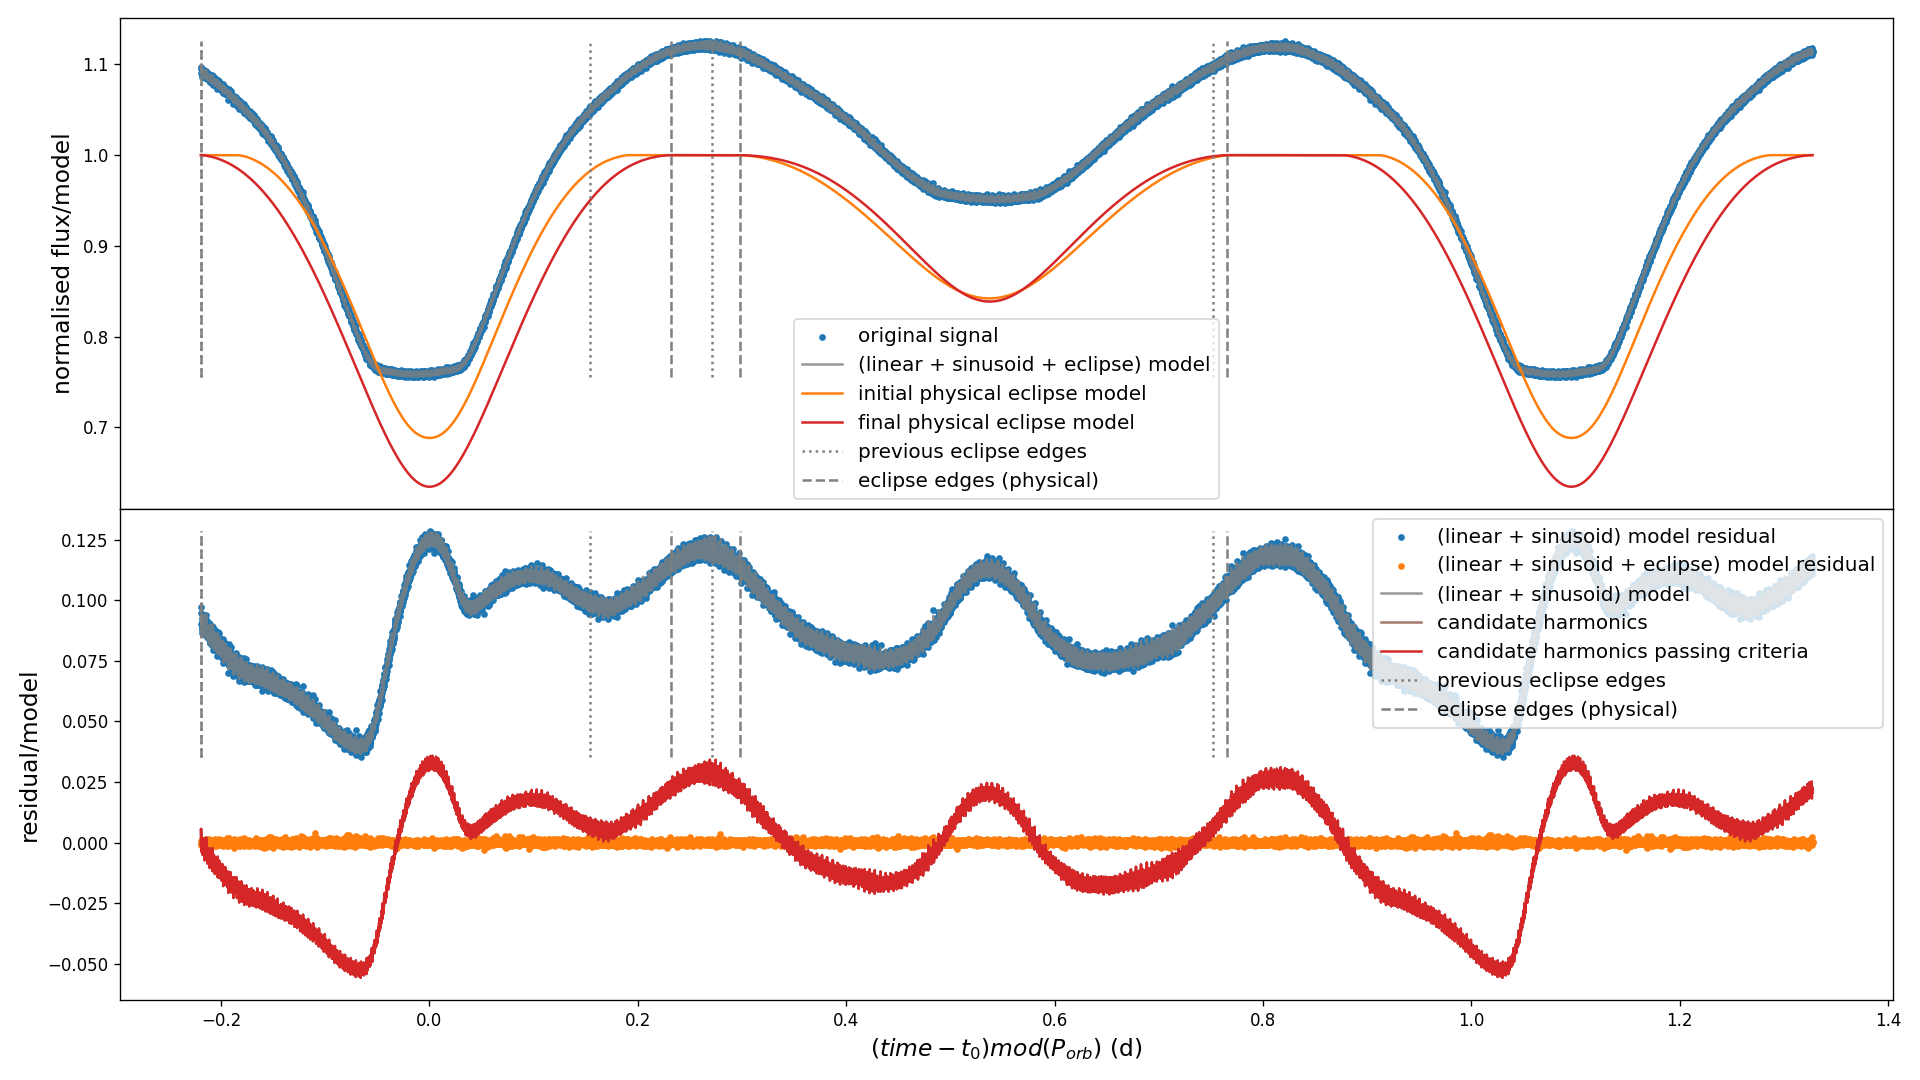 normalised flux/model
1.1
1.0
0.9
0.8
0.7
original signal
(linear + sinusoid + eclipse) model
initial physical eclipse model
final physical eclipse model
previous eclipse edges
eclipse edges (physical)
residual/model
0.125
0.100
0.075
0.050
0.025
0.000
−0.025
−0.050
(linear + sinusoid) model residual
(linear + sinusoid + eclipse) model residual
(linear + sinusoid) model
candidate harmonics
candidate harmonics passing criteria
previous eclipse edges
eclipse edges (physical)
−0.2 0.0 0.2 0.4 0.6 0.8 1.0 1.2 1.4
(time − t₀)mod(P_orb) (d)